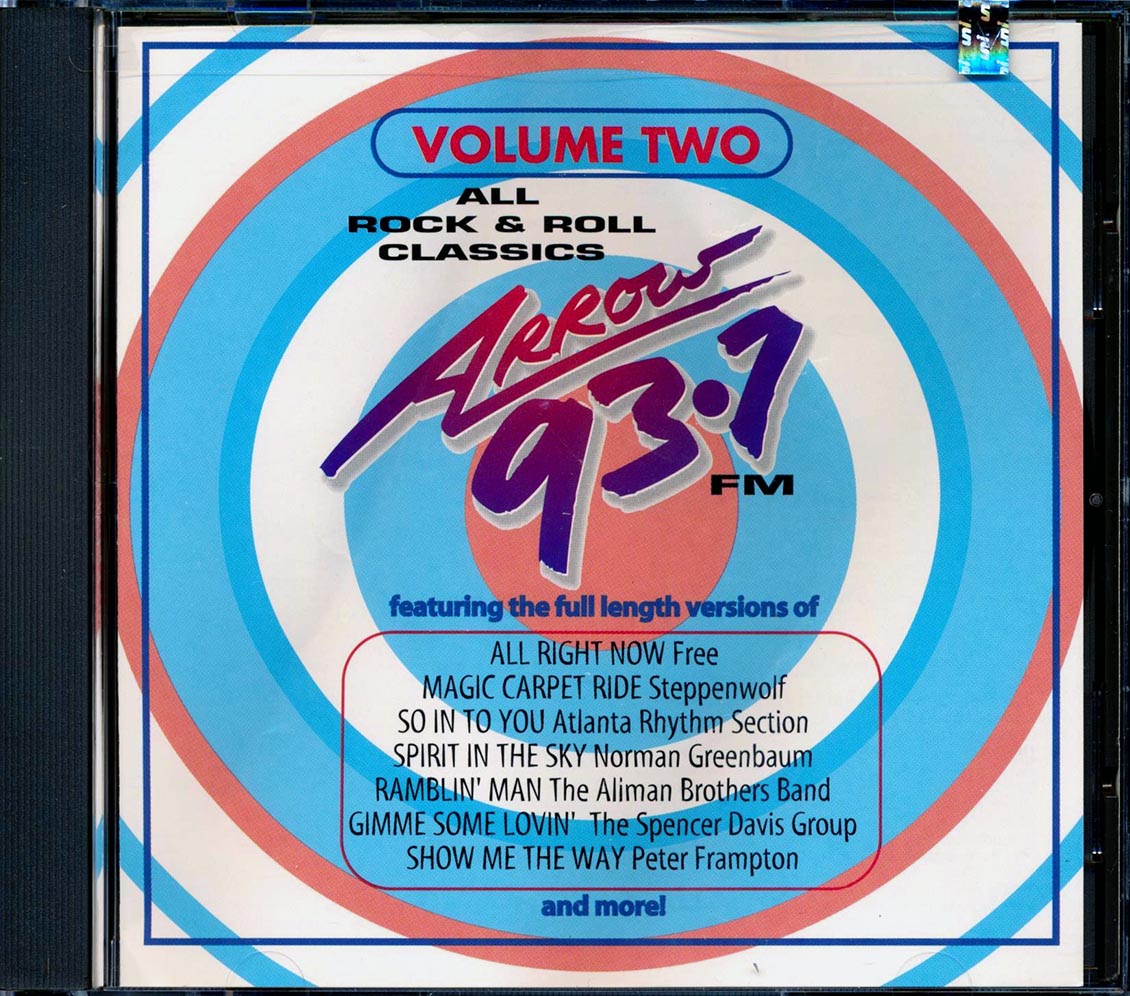 VOLUME TWO
ALL
ROCK & ROLL
CLASSICS
ARROW
93.1
FM
featuring the full length versions of
ALL RIGHT NOW Free
MAGIC CARPET RIDE Steppenwolf
SO IN TO YOU Atlanta Rhythm Section
SPIRIT IN THE SKY Norman Greenbaum
RAMBLIN' MAN The Aliman Brothers Band
GIMME SOME LOVIN' The Spencer Davis Group
SHOW ME THE WAY Peter Frampton
and more!